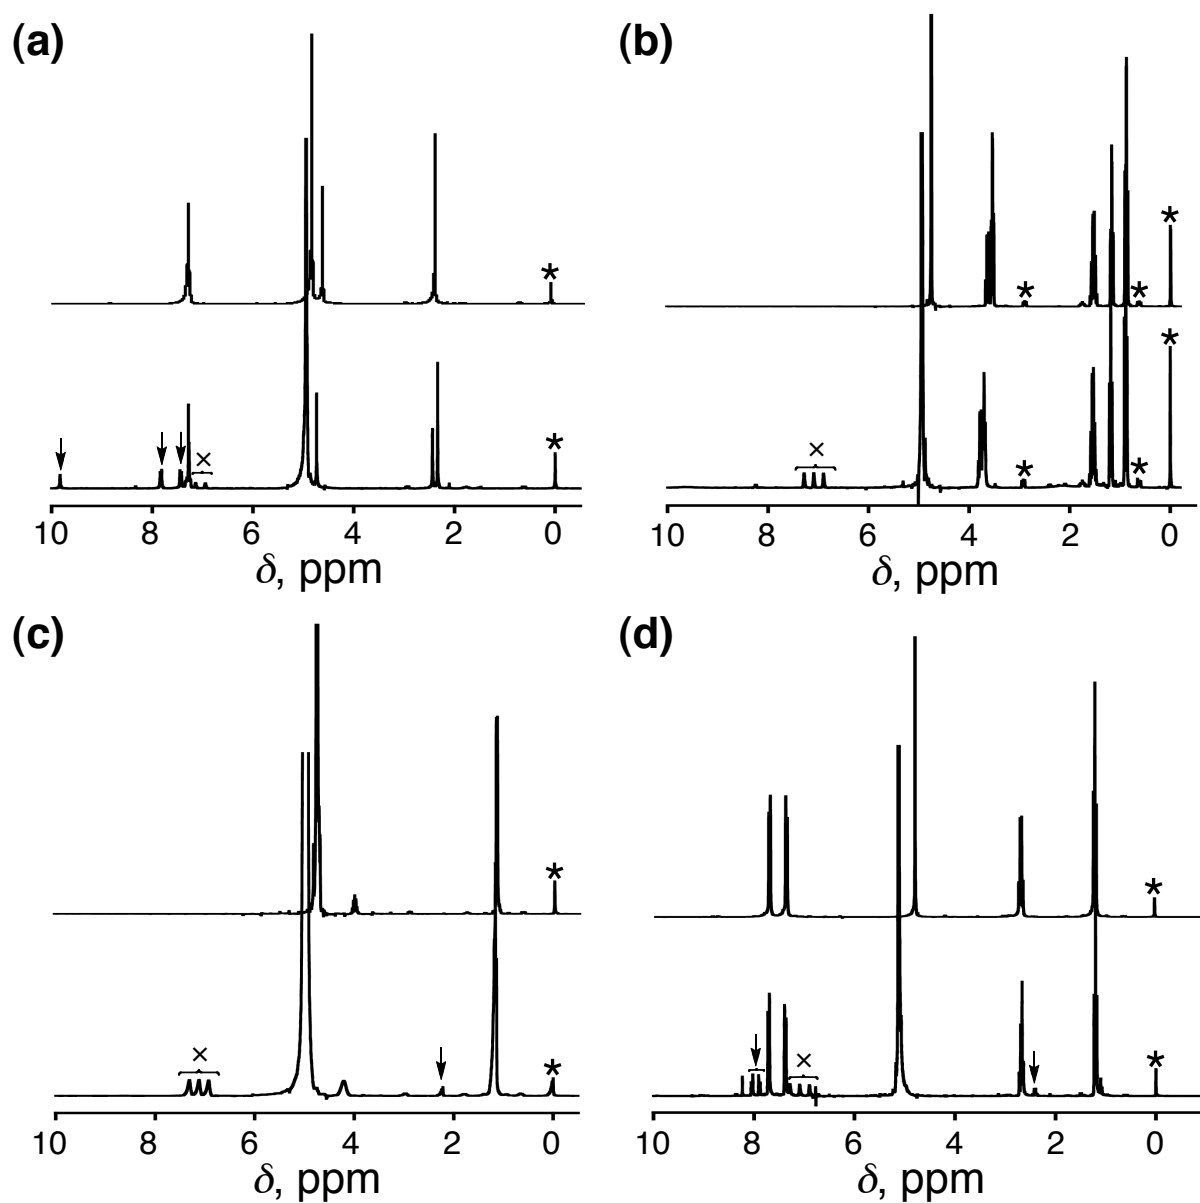 (a) (b)
* * * * *
× × * * *
10 8 6 4 2 0 10 8 6 4 2 0
δ, ppm δ, ppm
(c) (d)
* *
× * × *
10 8 6 4 2 0 10 8 6 4 2 0
δ, ppm δ, ppm